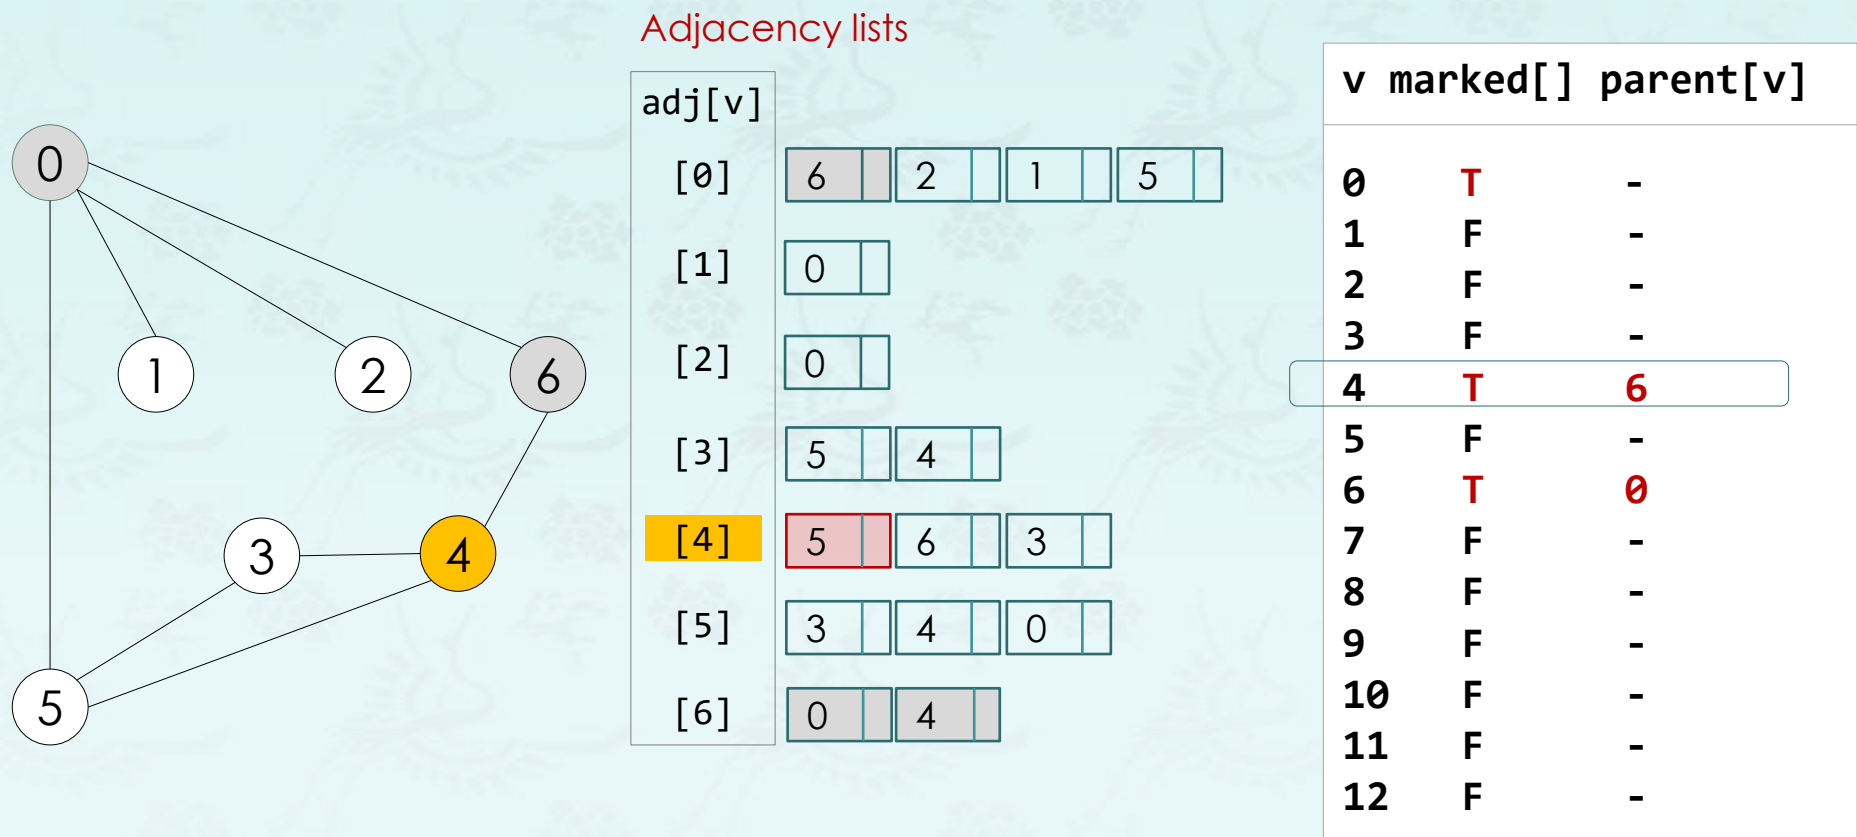 Adjacency lists
adj[v]
[0] 6 2 1 5
[1] 0
[2] 0
[3] 5 4
[4] 5 6 3
[5] 3 4 0
[6] 0 4
0
1 2 6
3 4
5
v marked[] parent[v]
0 T -
1 F -
2 F -
3 F -
4 T 6
5 F -
6 T 0
7 F -
8 F -
9 F -
10 F -
11 F -
12 F -